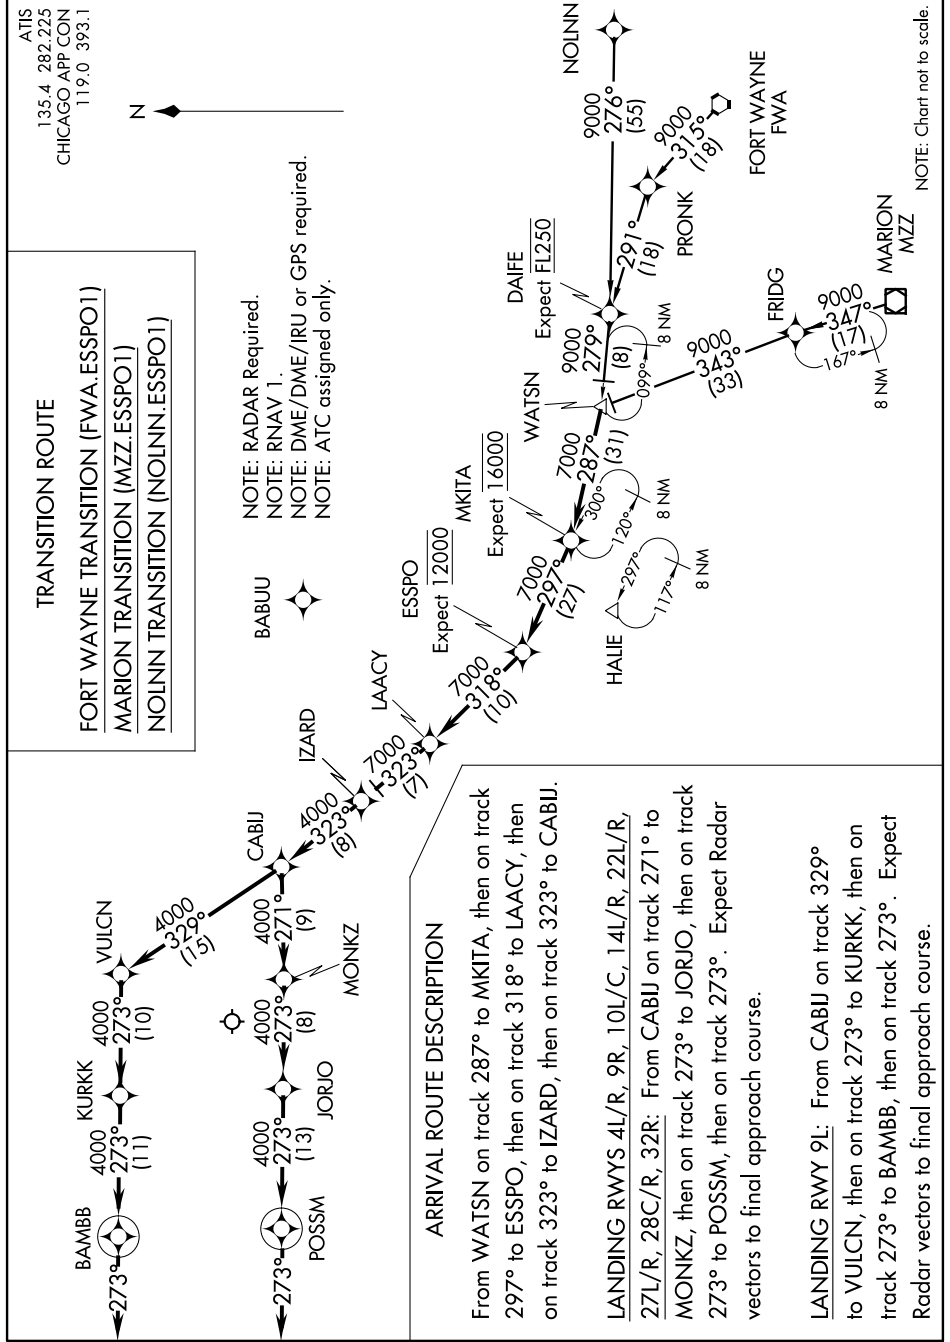 ATIS
135.4 282.225
CHICAGO APP CON
119.0 393.1
N
TRANSITION ROUTE
FORT WAYNE TRANSITION (FWA.ESSPO1)
MARION TRANSITION (MZZ.ESSPO1)
NOLNN TRANSITION (NOLNN.ESSPO1)
NOTE: RADAR Required.
NOTE: RNAV 1.
NOTE: DME/DME/IRU or GPS required.
NOTE: ATC assigned only.
BABUU
NOLNN
9000
276°
(55)
9000
315°
(18)
FORT WAYNE
FWA
PRONK
291°
(18)
DAIFE
Expect FL250
9000
279°
(8)
099°
8 NM
WATSN
FRIDG
9000
343°
(33)
9000
347°
(17)
167°
8 NM
MARION
MZZ
NOTE: Chart not to scale.
7000
287°
(31)
MKITA
Expect 16000
300°
120°
8 NM
7000
297°
(27)
HALIE
297°
117°
8 NM
ESSPO
Expect 12000
7000
318°
(10)
LAACY
7000
323°
(7)
IZARD
4000
323°
(8)
CABIJ
4000
329°
(15)
VULCN
4000
273°
(10)
KURKK
4000
273°
(11)
BAMBB
273°
4000
271°
(9)
MONKZ
4000
273°
(8)
JORJO
4000
273°
(13)
POSSM
273°
ARRIVAL ROUTE DESCRIPTION
From WATSN on track 287° to MKITA, then on track
297° to ESSPO, then on track 318° to LAACY, then
on track 323° to IZARD, then on track 323° to CABIJ.
LANDING RWYS 4L/R, 9R, 10L/C, 14L/R, 22L/R,
27L/R, 28C/R, 32R: From CABIJ on track 271° to
MONKZ, then on track 273° to JORJO, then on track
273° to POSSM, then on track 273°. Expect Radar
vectors to final approach course.
LANDING RWY 9L: From CABIJ on track 329°
to VULCN, then on track 273° to KURKK, then on
track 273° to BAMBB, then on track 273°. Expect
Radar vectors to final approach course.